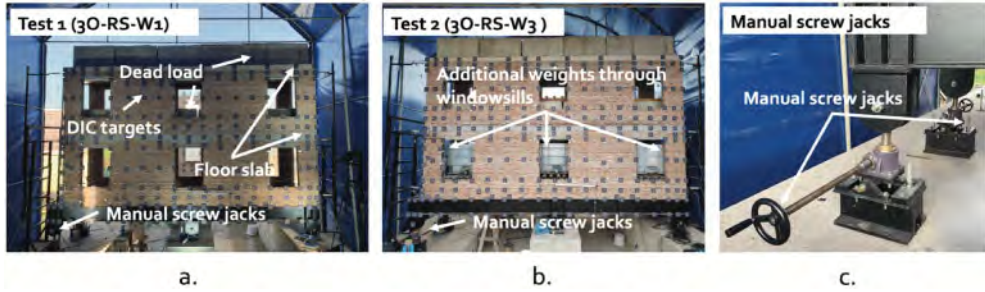 Test 1 (3O-RS-W1)
Dead load
DIC targets
Floor slab
Manual screw jacks
a.
Test 2 (3O-RS-W3)
Additional weights through
windowsills
Manual screw jacks
b.
Manual screw jacks
Manual screw jacks
c.